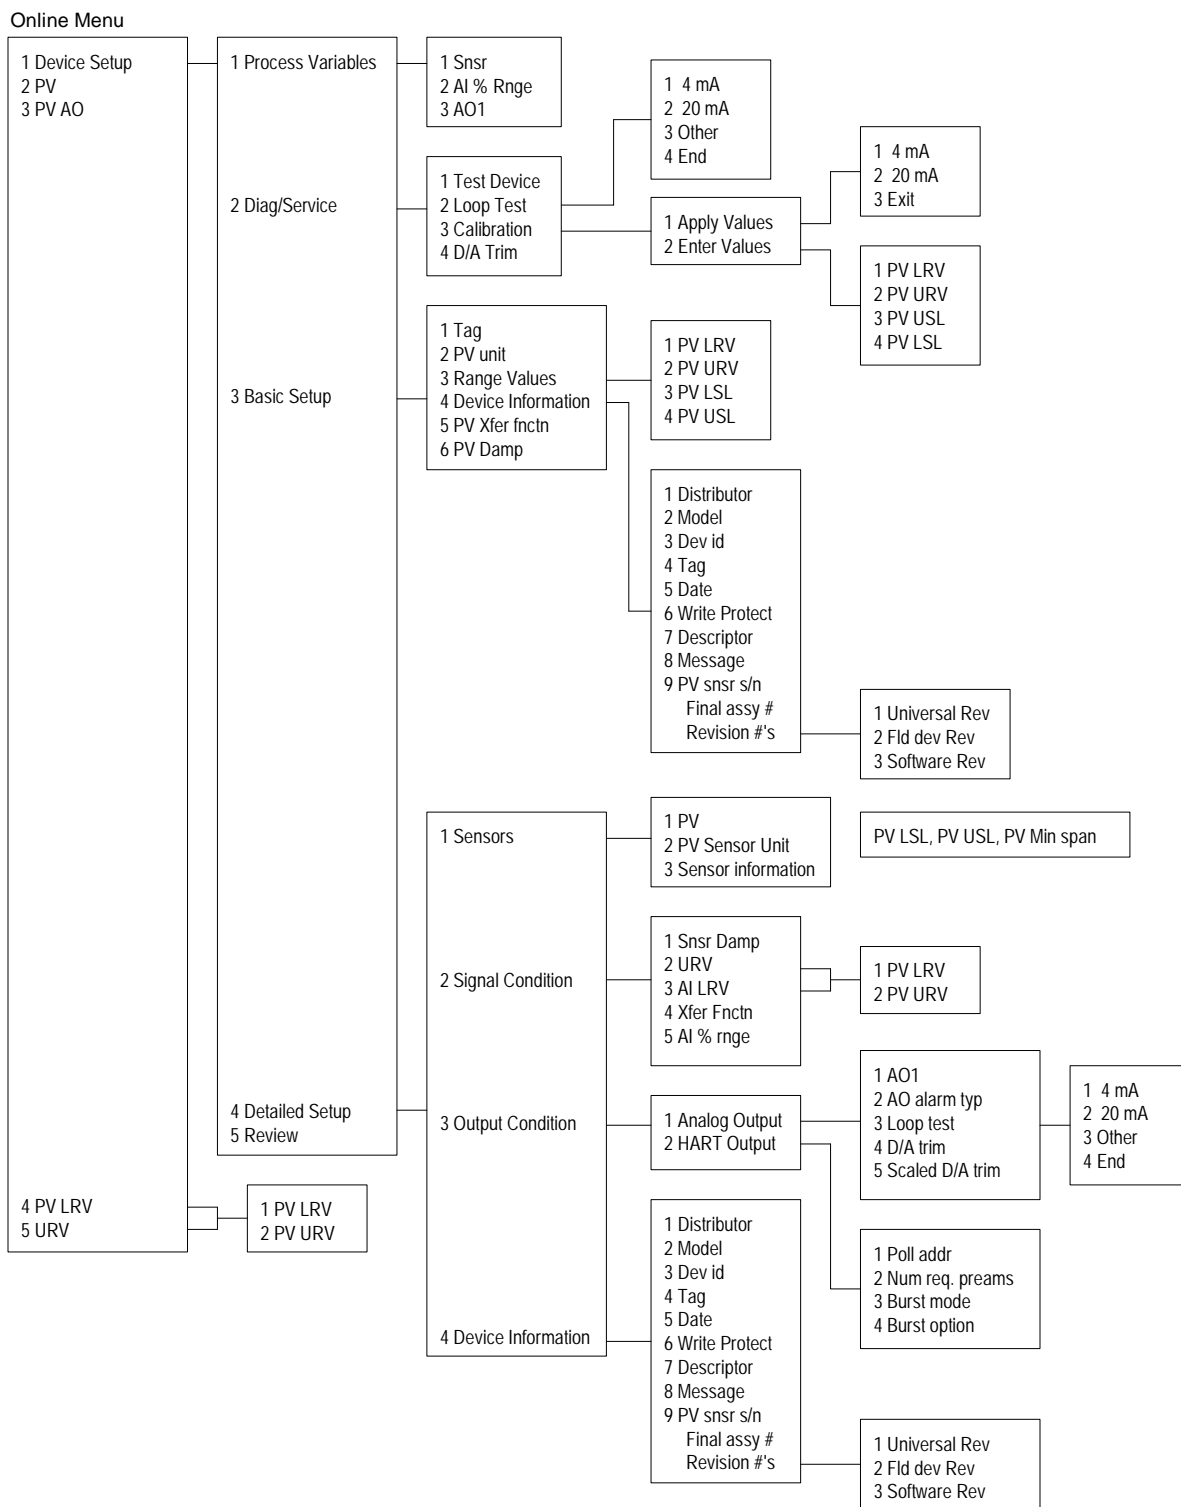 Online Menu
1 Device Setup
2 PV
3 PV AO
4 PV LRV
5 URV
1 PV LRV
2 PV URV
1 Process Variables
2 Diag/Service
3 Basic Setup
4 Detailed Setup
5 Review
1 Snsr
2 AI % Rnge
3 AO1
1 Test Device
2 Loop Test
3 Calibration
4 D/A Trim
1 4 mA
2 20 mA
3 Other
4 End
1 Apply Values
2 Enter Values
1 4 mA
2 20 mA
3 Exit
1 PV LRV
2 PV URV
3 PV USL
4 PV LSL
1 Tag
2 PV unit
3 Range Values
4 Device Information
5 PV Xfer fnctn
6 PV Damp
1 PV LRV
2 PV URV
3 PV LSL
4 PV USL
1 Distributor
2 Model
3 Dev id
4 Tag
5 Date
6 Write Protect
7 Descriptor
8 Message
9 PV snsr s/n
Final assy #
Revision #'s
1 Universal Rev
2 Fld dev Rev
3 Software Rev
1 Sensors
2 Signal Condition
3 Output Condition
4 Device Information
1 PV
2 PV Sensor Unit
3 Sensor information
PV LSL, PV USL, PV Min span
1 Snsr Damp
2 URV
3 AI LRV
4 Xfer Fnctn
5 AI % rnge
1 PV LRV
2 PV URV
1 Analog Output
2 HART Output
1 AO1
2 AO alarm typ
3 Loop test
4 D/A trim
5 Scaled D/A trim
1 4 mA
2 20 mA
3 Other
4 End
1 Poll addr
2 Num req. preams
3 Burst mode
4 Burst option
1 Distributor
2 Model
3 Dev id
4 Tag
5 Date
6 Write Protect
7 Descriptor
8 Message
9 PV snsr s/n
Final assy #
Revision #'s
1 Universal Rev
2 Fld dev Rev
3 Software Rev